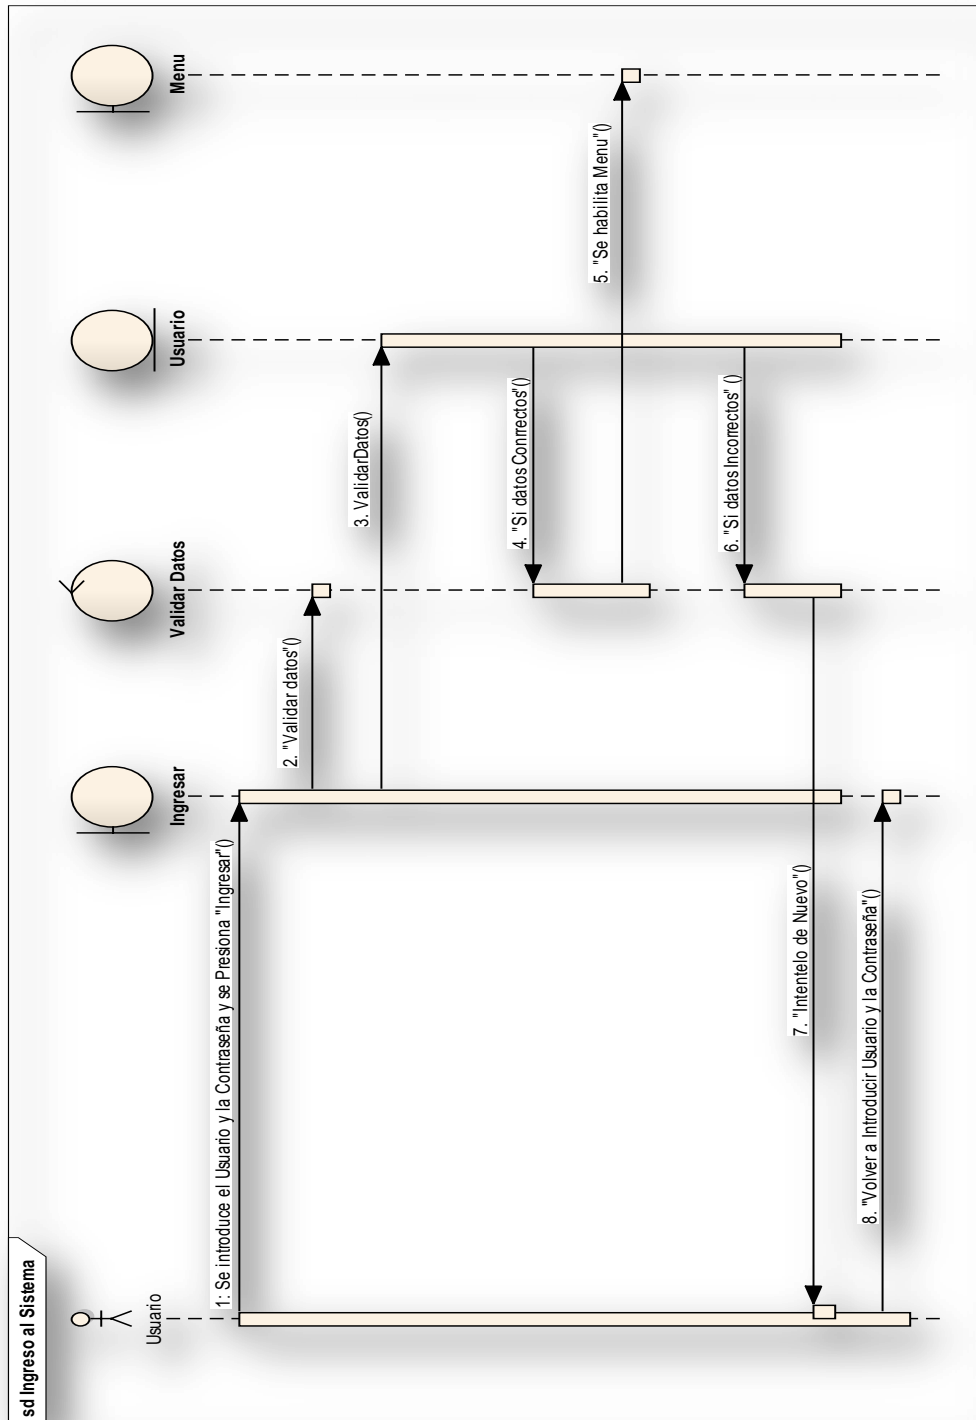 sd Ingreso al Sistema
Usuario
Ingresar
Validar Datos
Usuario
Menu
1: Se introduce el Usuario y la Contraseña y se Presiona "Ingresar"()
2. "Validar datos"()
3. ValidarDatos()
4. "Si datos Conrrectos"()
5. "Se habilita Menu"()
6. "Si datos Incorrectos" ()
7. "Intentelo de Nuevo"()
8. "Volver a Introducir Usuario y la Contraseña"()